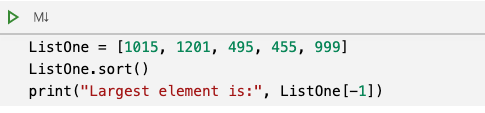 M↓
ListOne = [1015, 1201, 495, 455, 999]
ListOne.sort()
print("Largest element is:", ListOne[-1])